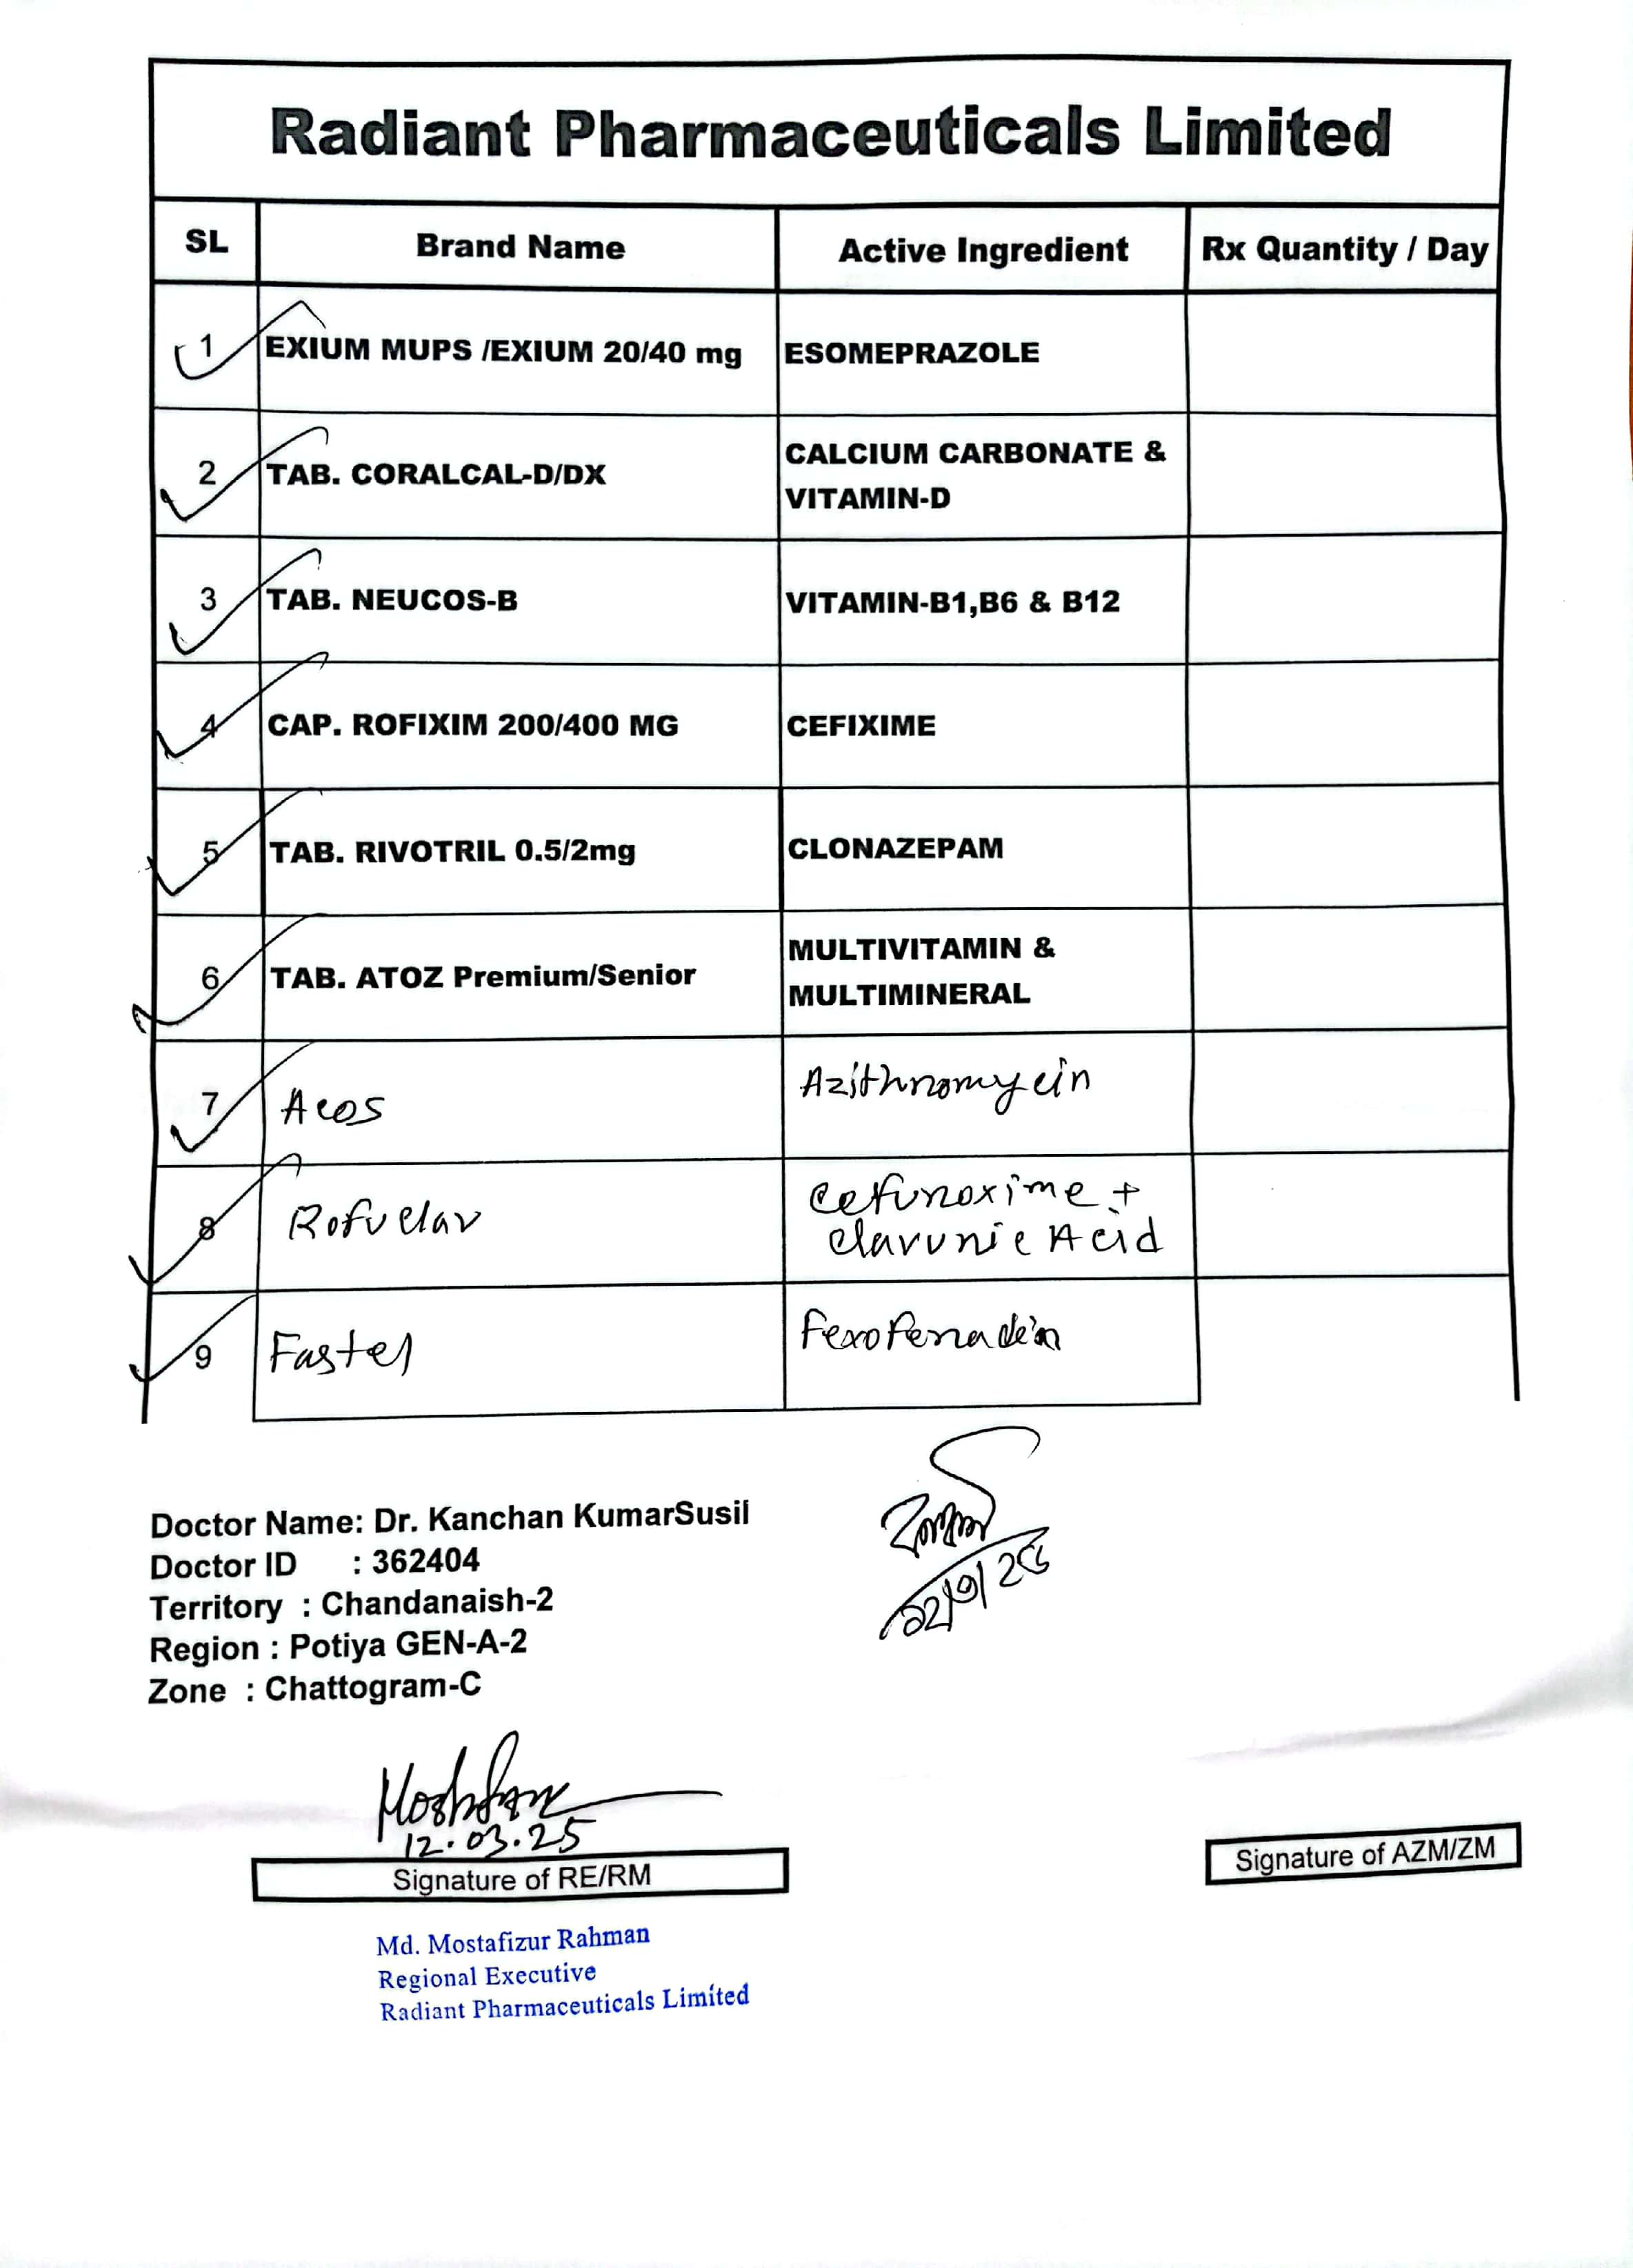 Radiant Pharmaceuticals Limited
SL Brand Name Active Ingredient Rx Quantity / Day
1 EXIUM MUPS /EXIUM 20/40 mg ESOMEPRAZOLE
2 TAB. CORALCAL-D/DX CALCIUM CARBONATE &
VITAMIN-D
3 TAB. NEUCOS-B VITAMIN-B1,B6 & B12
4 CAP. ROFIXIM 200/400 MG CEFIXIME
5 TAB. RIVOTRIL 0.5/2mg CLONAZEPAM
6 TAB. ATOZ Premium/Senior MULTIVITAMIN &
MULTIMINERAL
7 Acos Azithromycin
8 Rofuclav Cefuroxime +
clavunic Acid
9 Fastel Fexofenadin
Doctor Name: Dr. Kanchan KumarSusil
Doctor ID : 362404
Territory : Chandanaish-2
Region : Potiya GEN-A-2
Zone : Chattogram-C
12.03.25
Signature of RE/RM
Signature of AZM/ZM
Md. Mostafizur Rahman
Regional Executive
Radiant Pharmaceuticals Limited